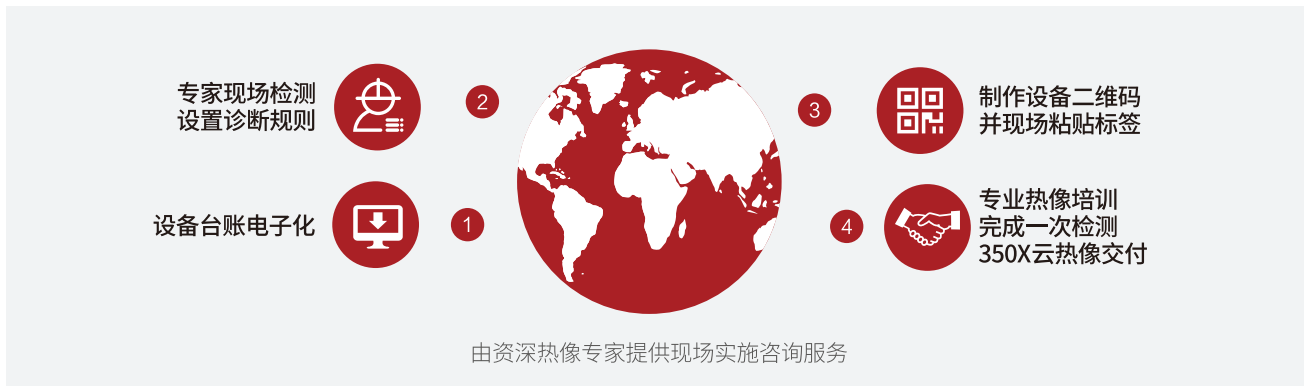 专家现场检测
设置诊断规则
2
设备台账电子化
1
3
制作设备二维码
并现场粘贴标签
4
专业热像培训
完成一次检测
350X云热像交付
由资深热像专家提供现场实施咨询服务